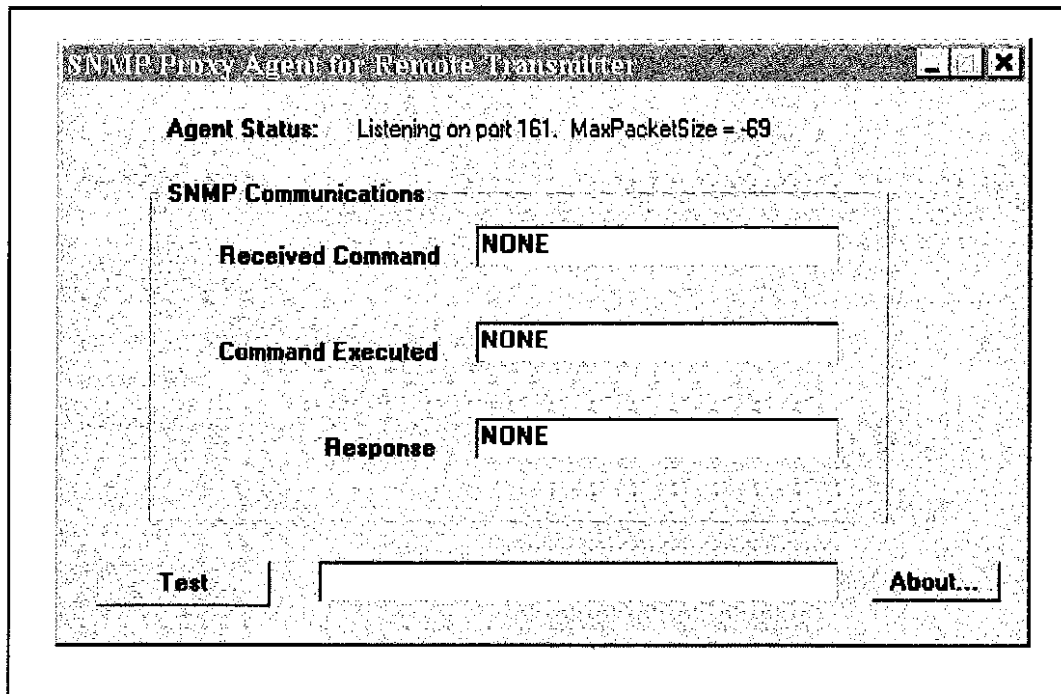 SNMP Proxy Agent for Remote Transmitter
Agent Status: Listening on port 161. MaxPacketSize = -69
SNMP Communications
Received Command NONE
Command Executed NONE
Response NONE
Test About...